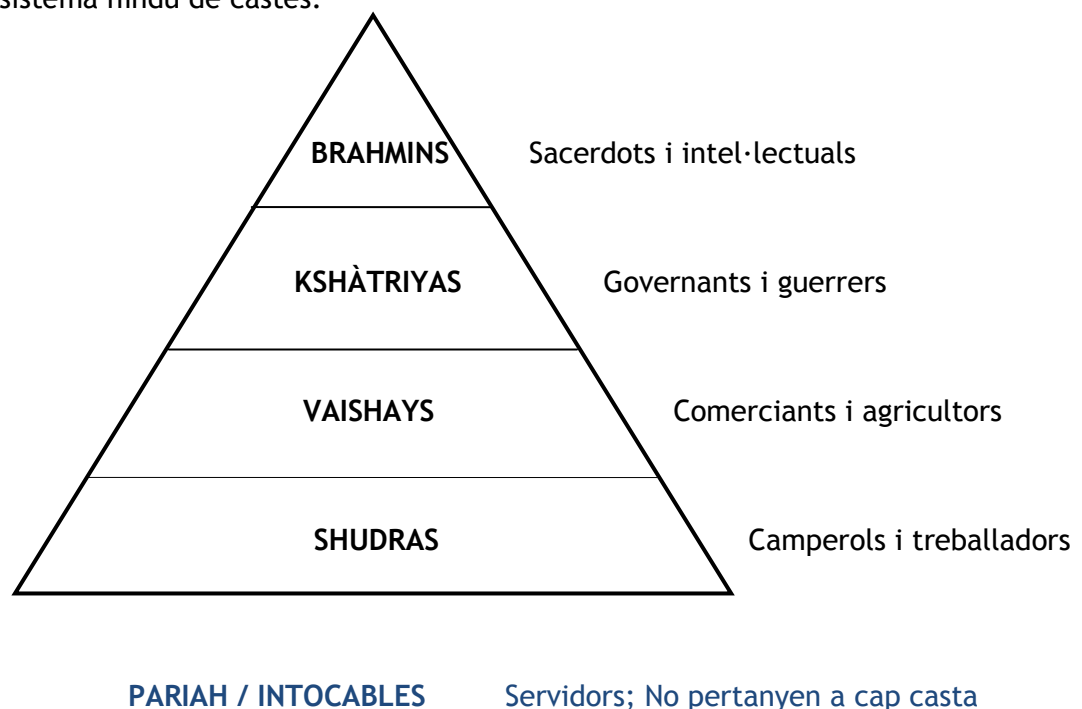 sistema hindú de castes:
BRAHMINS Sacerdots i intel·lectuals
KSHÀTRIYAS Governants i guerrers
VAISHAYS Comerciants i agricultors
SHUDRAS Camperols i treballadors
PARIAH / INTOCABLES Servidors; No pertanyen a cap casta